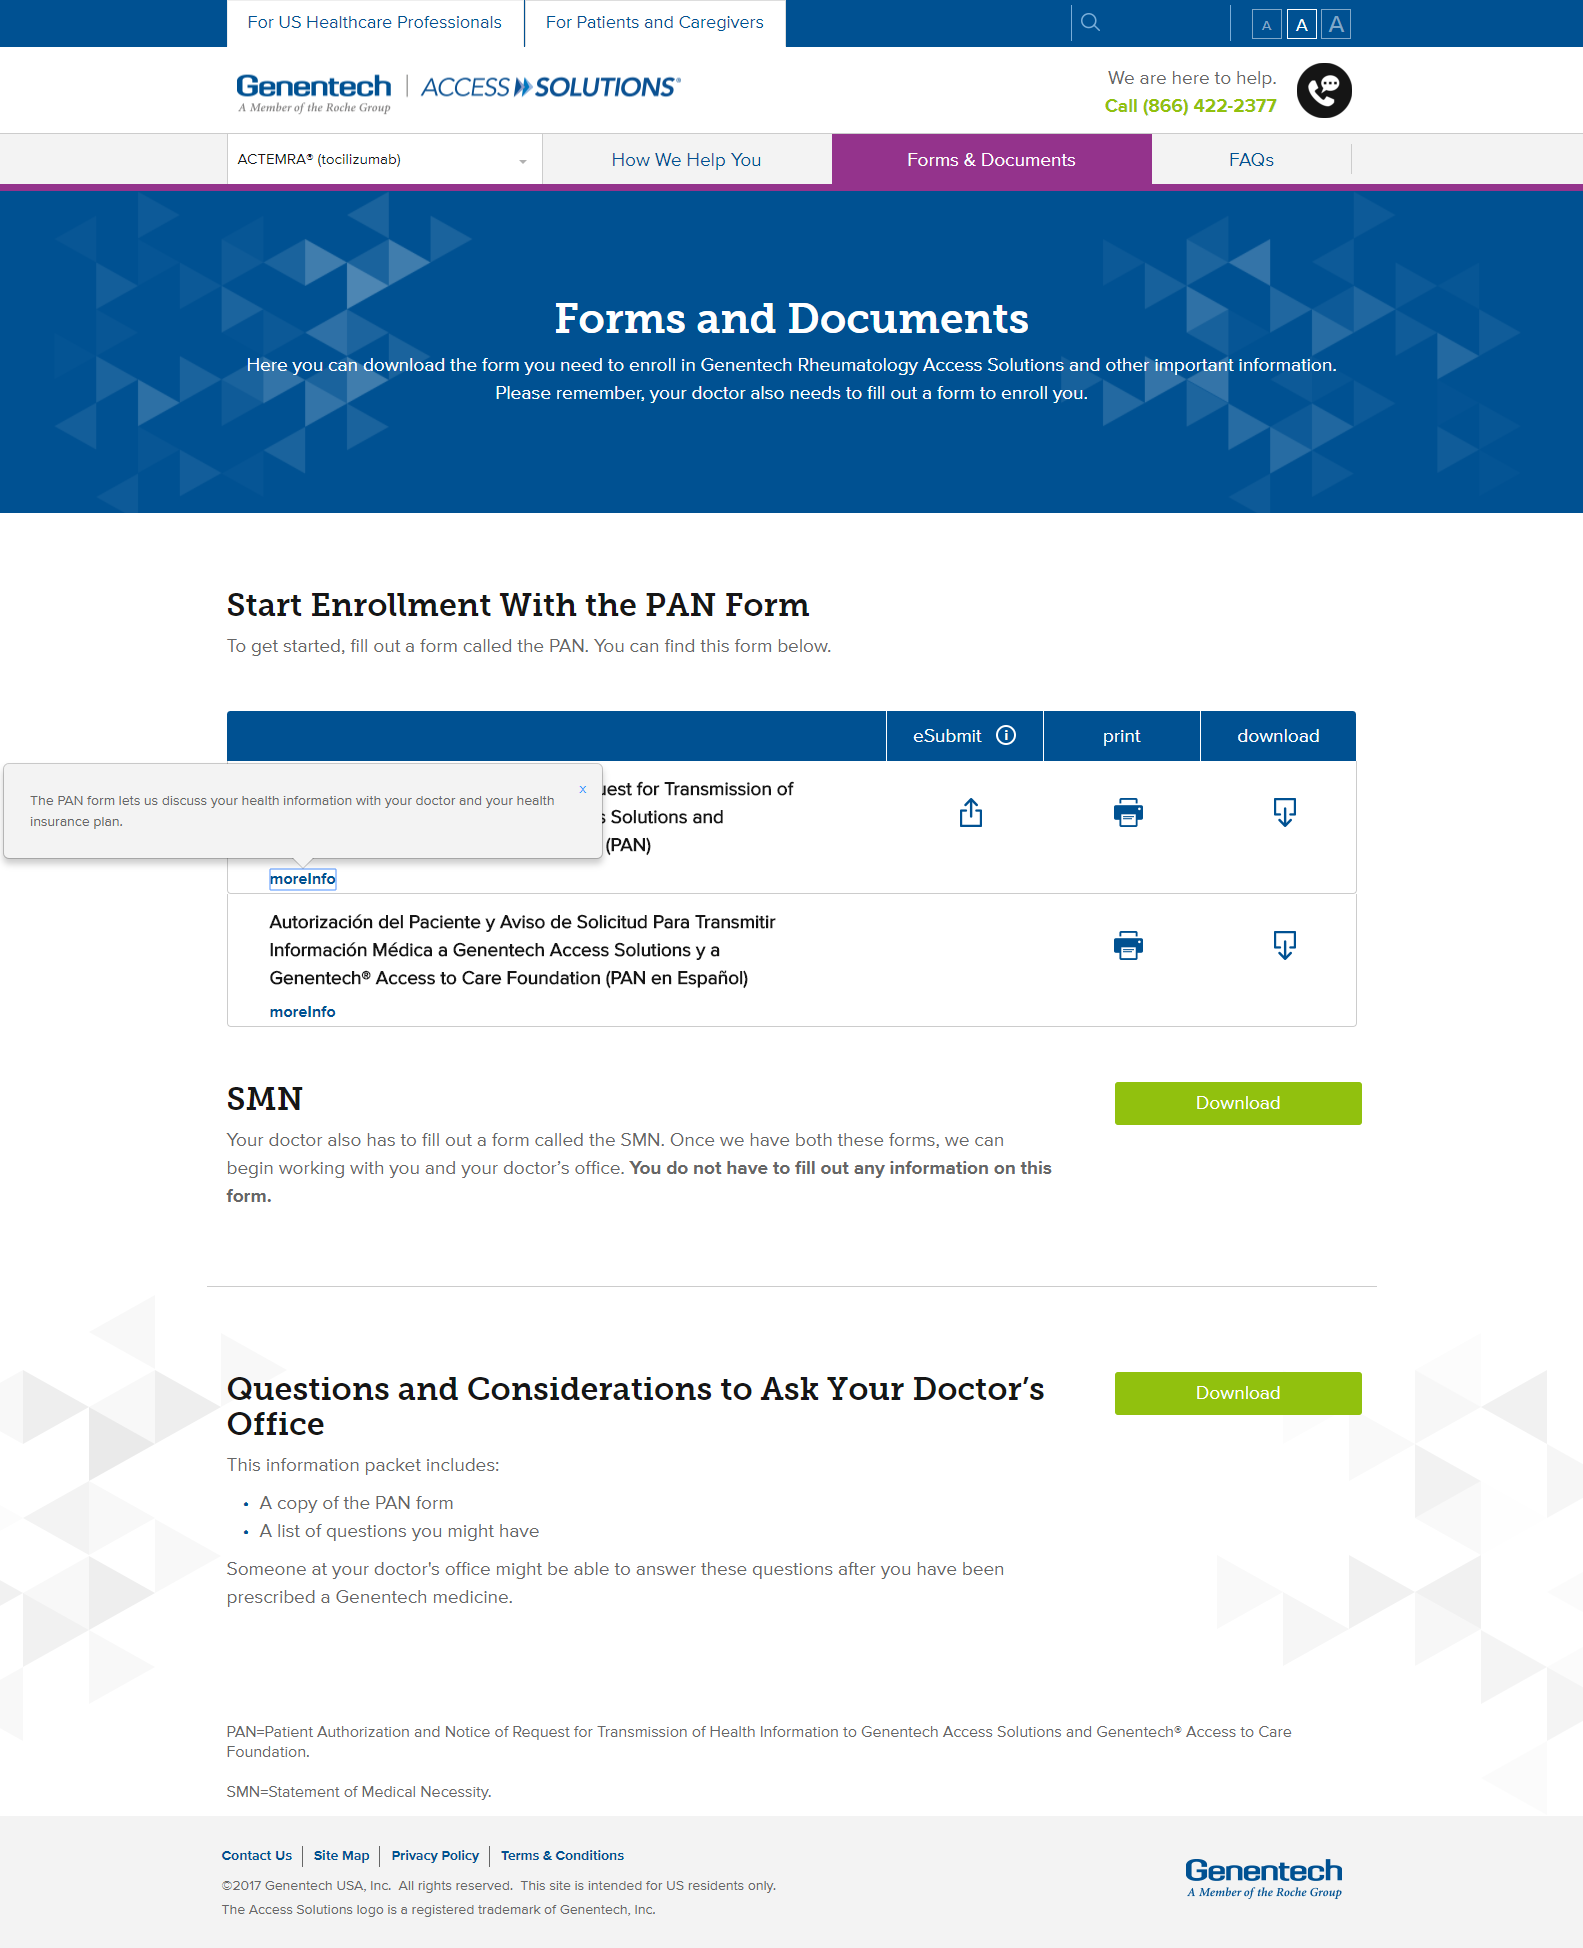 For US Healthcare Professionals
For Patients and Caregivers
A A A
Genentech
A Member of the Roche Group
ACCESS SOLUTIONS®
We are here to help.
Call (866) 422-2377
ACTEMRA® (tocilizumab)
How We Help You
Forms & Documents
FAQs
Forms and Documents
Here you can download the form you need to enroll in Genentech Rheumatology Access Solutions and other important information.
Please remember, your doctor also needs to fill out a form to enroll you.
Start Enrollment With the PAN Form
To get started, fill out a form called the PAN. You can find this form below.
eSubmit i
print
download
x
The PAN form lets us discuss your health information with your doctor and your health
insurance plan.
for Transmission of
Solutions and
(PAN)
moreInfo
Autorización del Paciente y Aviso de Solicitud Para Transmitir
Información Médica a Genentech Access Solutions y a
Genentech® Access to Care Foundation (PAN en Español)
moreInfo
SMN
Download
Your doctor also has to fill out a form called the SMN. Once we have both these forms, we can
begin working with you and your doctor’s office. You do not have to fill out any information on this
form.
Questions and Considerations to Ask Your Doctor’s
Office
Download
This information packet includes:
• A copy of the PAN form
• A list of questions you might have
Someone at your doctor's office might be able to answer these questions after you have been
prescribed a Genentech medicine.
PAN=Patient Authorization and Notice of Request for Transmission of Health Information to Genentech Access Solutions and Genentech® Access to Care
Foundation.
SMN=Statement of Medical Necessity.
Contact Us
Site Map
Privacy Policy
Terms & Conditions
©2017 Genentech USA, Inc. All rights reserved. This site is intended for US residents only.
The Access Solutions logo is a registered trademark of Genentech, Inc.
Genentech
A Member of the Roche Group